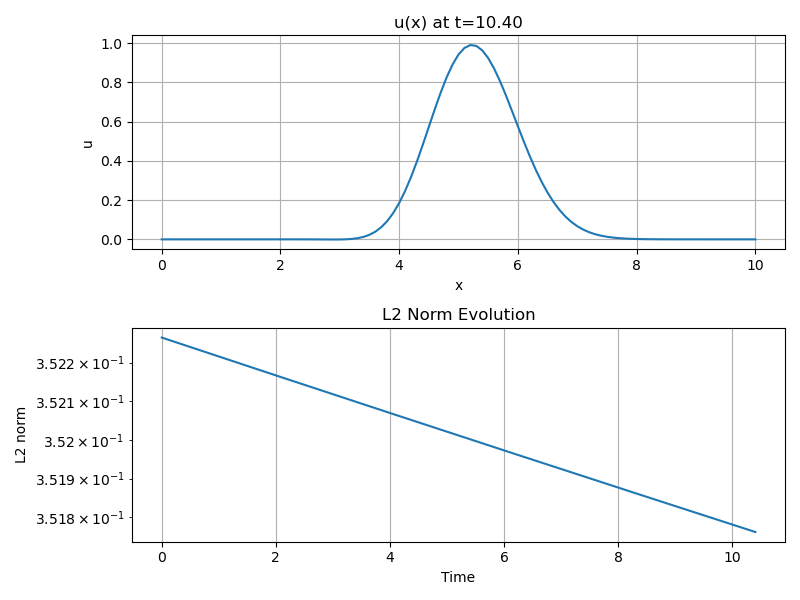 u(x) at t=10.40
1.0
0.8
0.6
0.4
0.2
0.0
u
0 2 4 6 8 10
x
L2 Norm Evolution
3.522 × 10⁻¹
3.521 × 10⁻¹
3.52 × 10⁻¹
3.519 × 10⁻¹
3.518 × 10⁻¹
L2 norm
0 2 4 6 8 10
Time